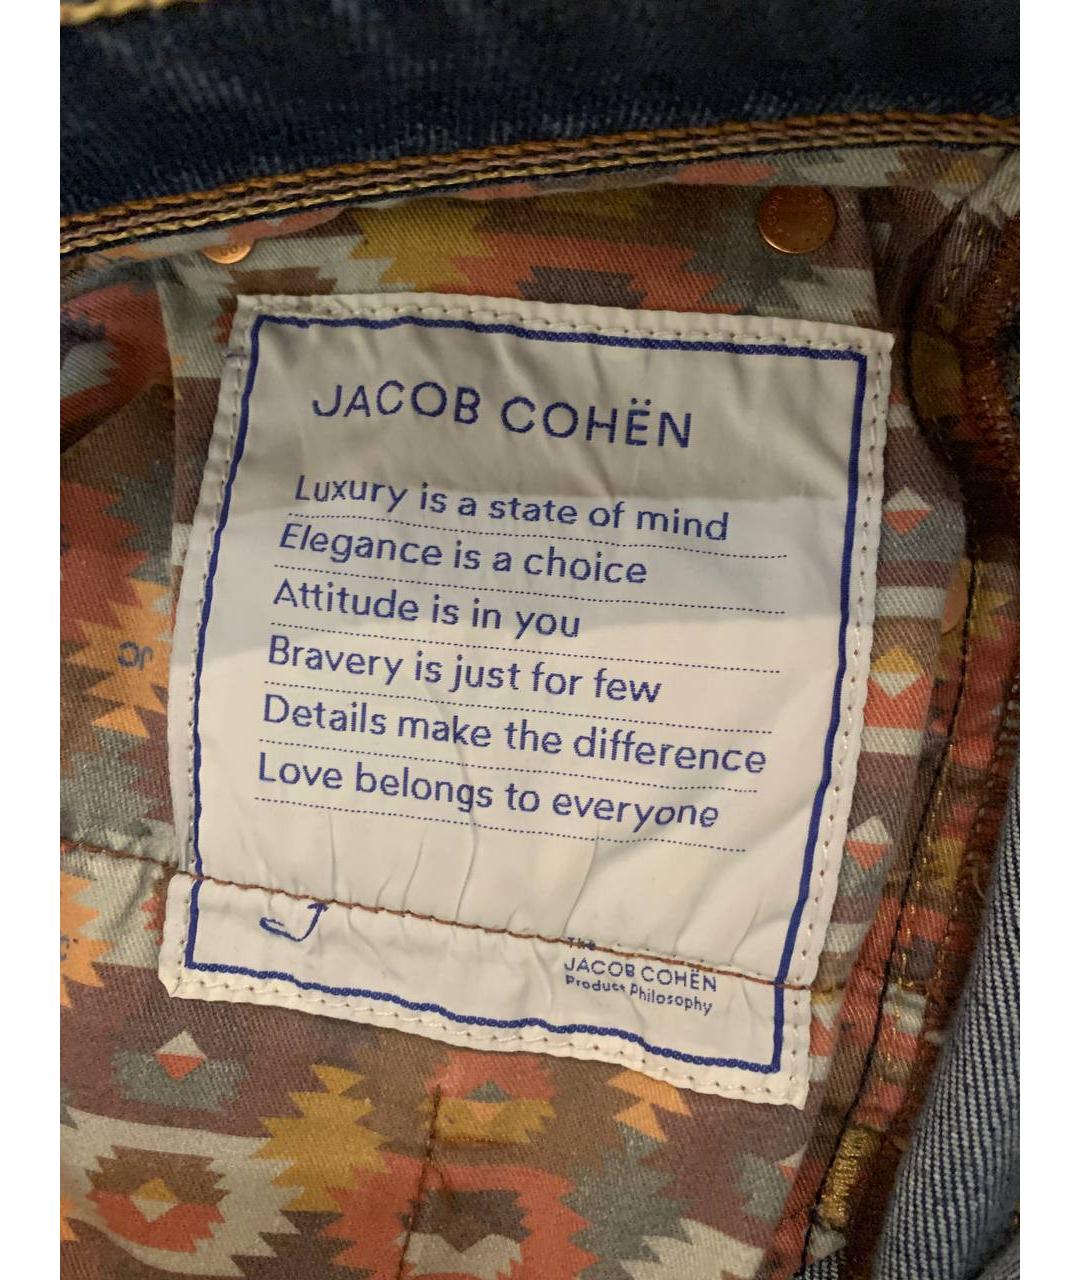 JACOB COHËN
Luxury is a state of mind
Elegance is a choice
Attitude is in you
Bravery is just for few
Details make the difference
Love belongs to everyone
J
The
JACOB COHËN
Product Philosophy
JC